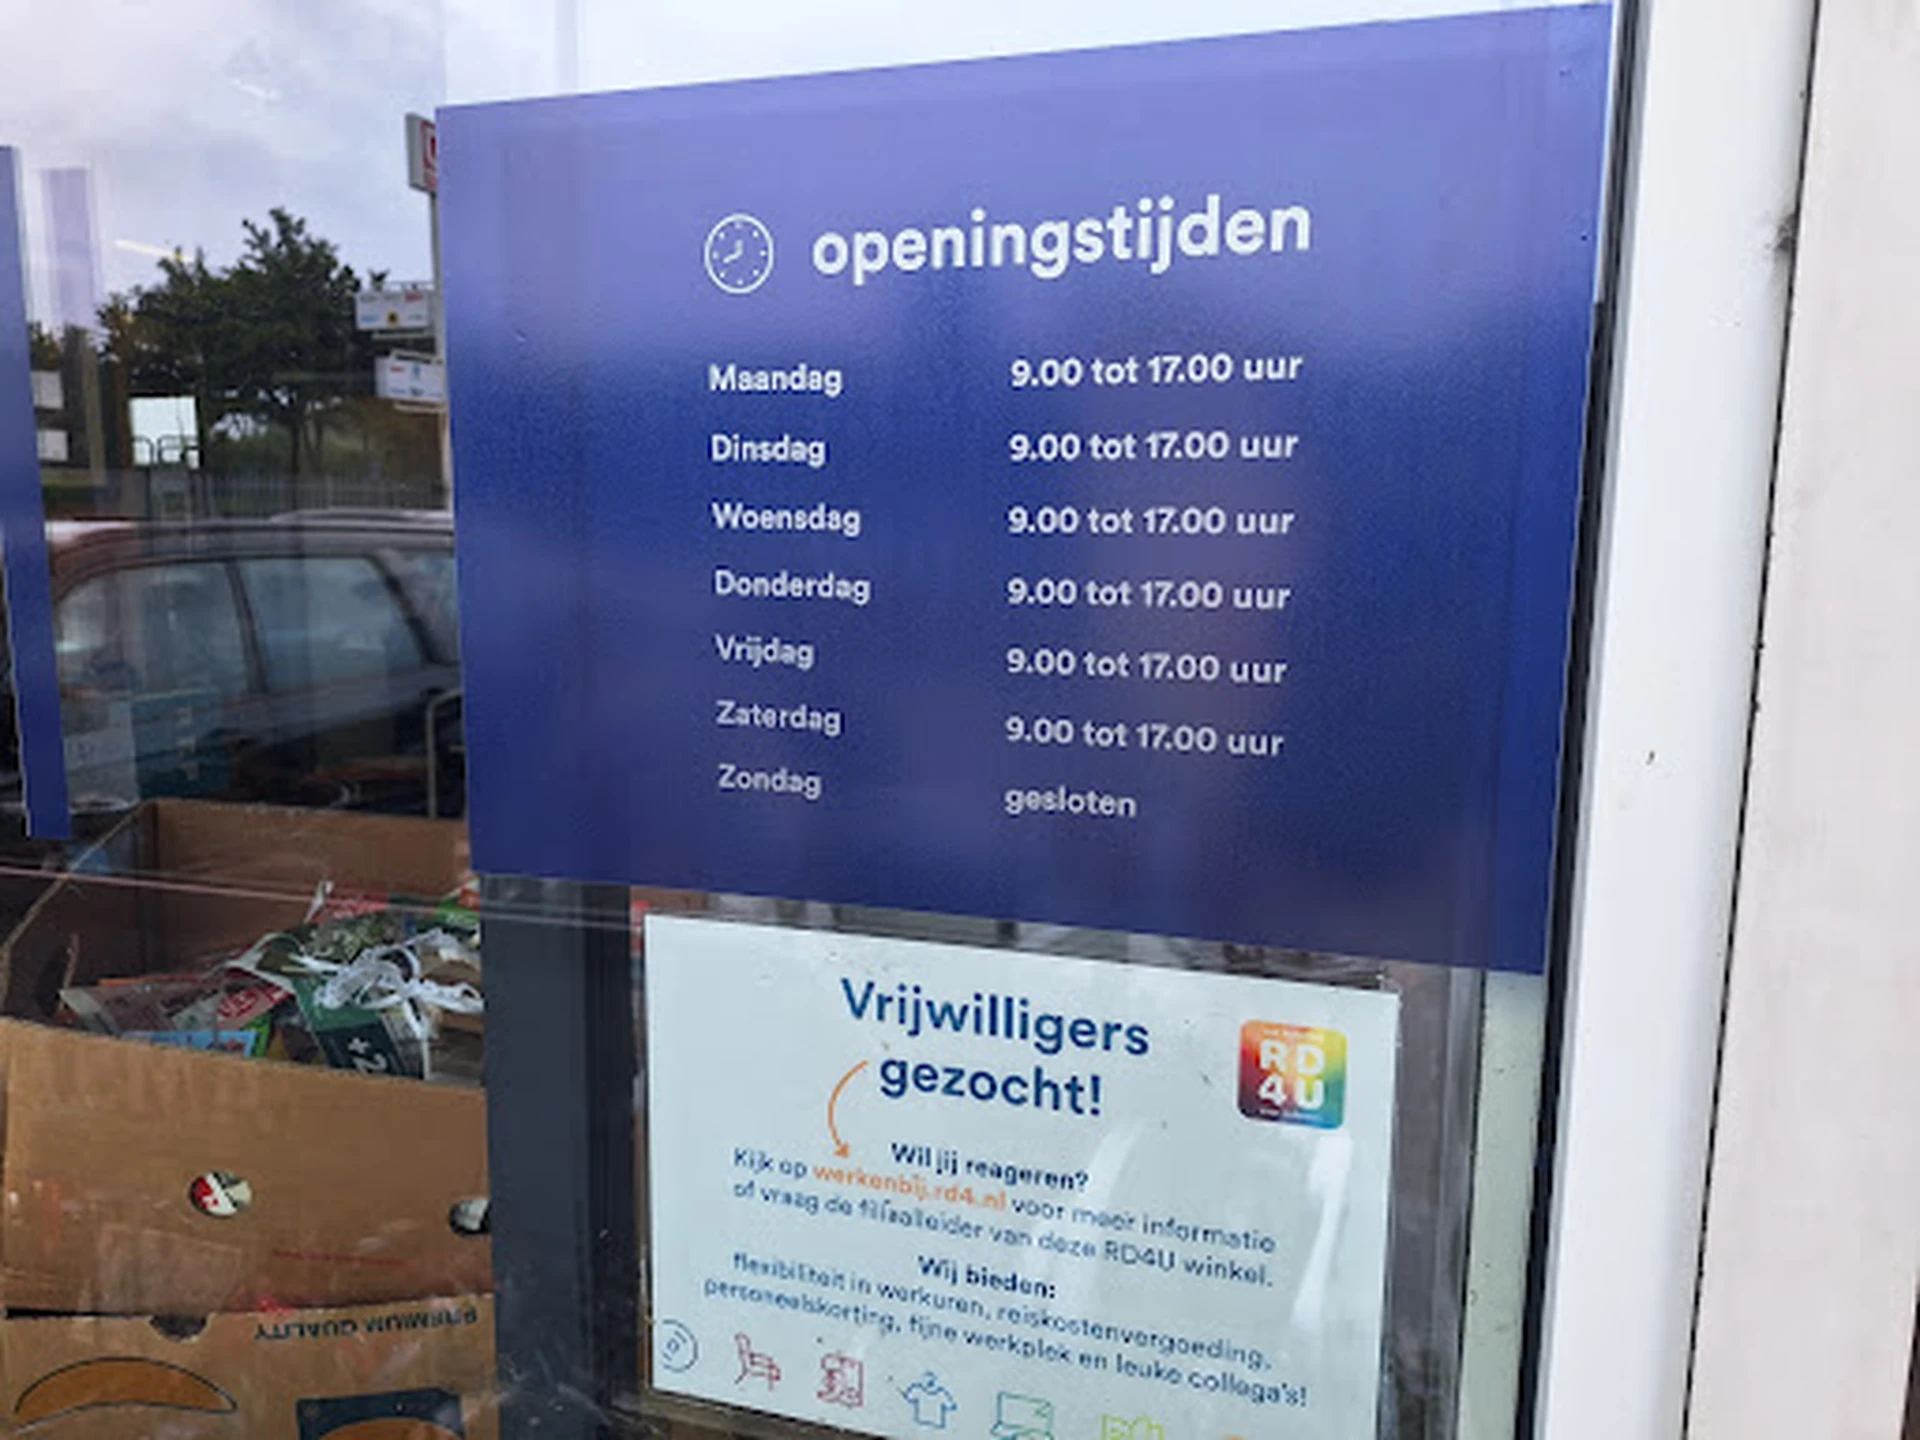 openingstijden
Maandag 9.00 tot 17.00 uur
Dinsdag 9.00 tot 17.00 uur
Woensdag 9.00 tot 17.00 uur
Donderdag 9.00 tot 17.00 uur
Vrijdag 9.00 tot 17.00 uur
Zaterdag 9.00 tot 17.00 uur
Zondag gesloten
Vrijwilligers
gezocht!
RD
4U
Wil jij reageren?
Kijk op werkenbij.rd4.nl voor meer informatie
of vraag de filiaalleider van deze RD4U winkel.
Wij bieden:
flexibiliteit in werkuren, reiskostenvergoeding,
personeelskorting, fijne werkplek en leuke collega's!
PREMIUM QUALITY